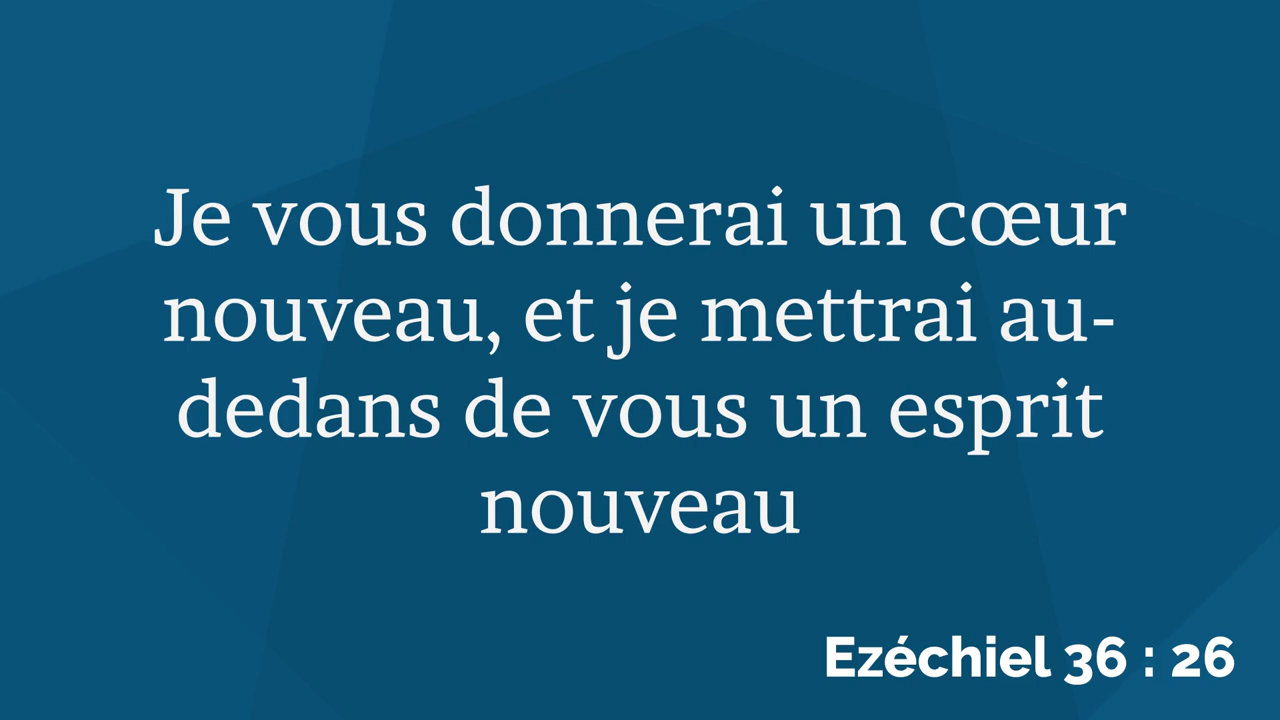 Je vous donnerai un cœur
nouveau, et je mettrai au-
dedans de vous un esprit
nouveau
Ezéchiel 36 : 26